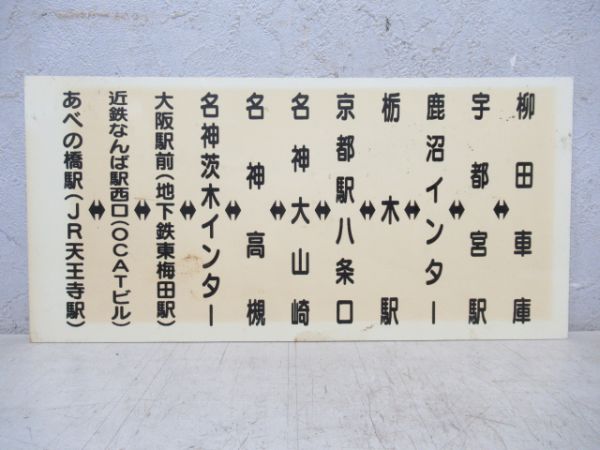 柳田車庫
↔
宇都宮駅
↔
鹿沼インター
↔
栃木駅
↔
京都駅八条口
↔
名神大山崎
↔
名神高槻
↔
名神茨木インター
↔
大阪駅前(地下鉄東梅田駅)
↔
近鉄なんば駅西口(OCATビル)
↔
あべの橋駅(JR天王寺駅)